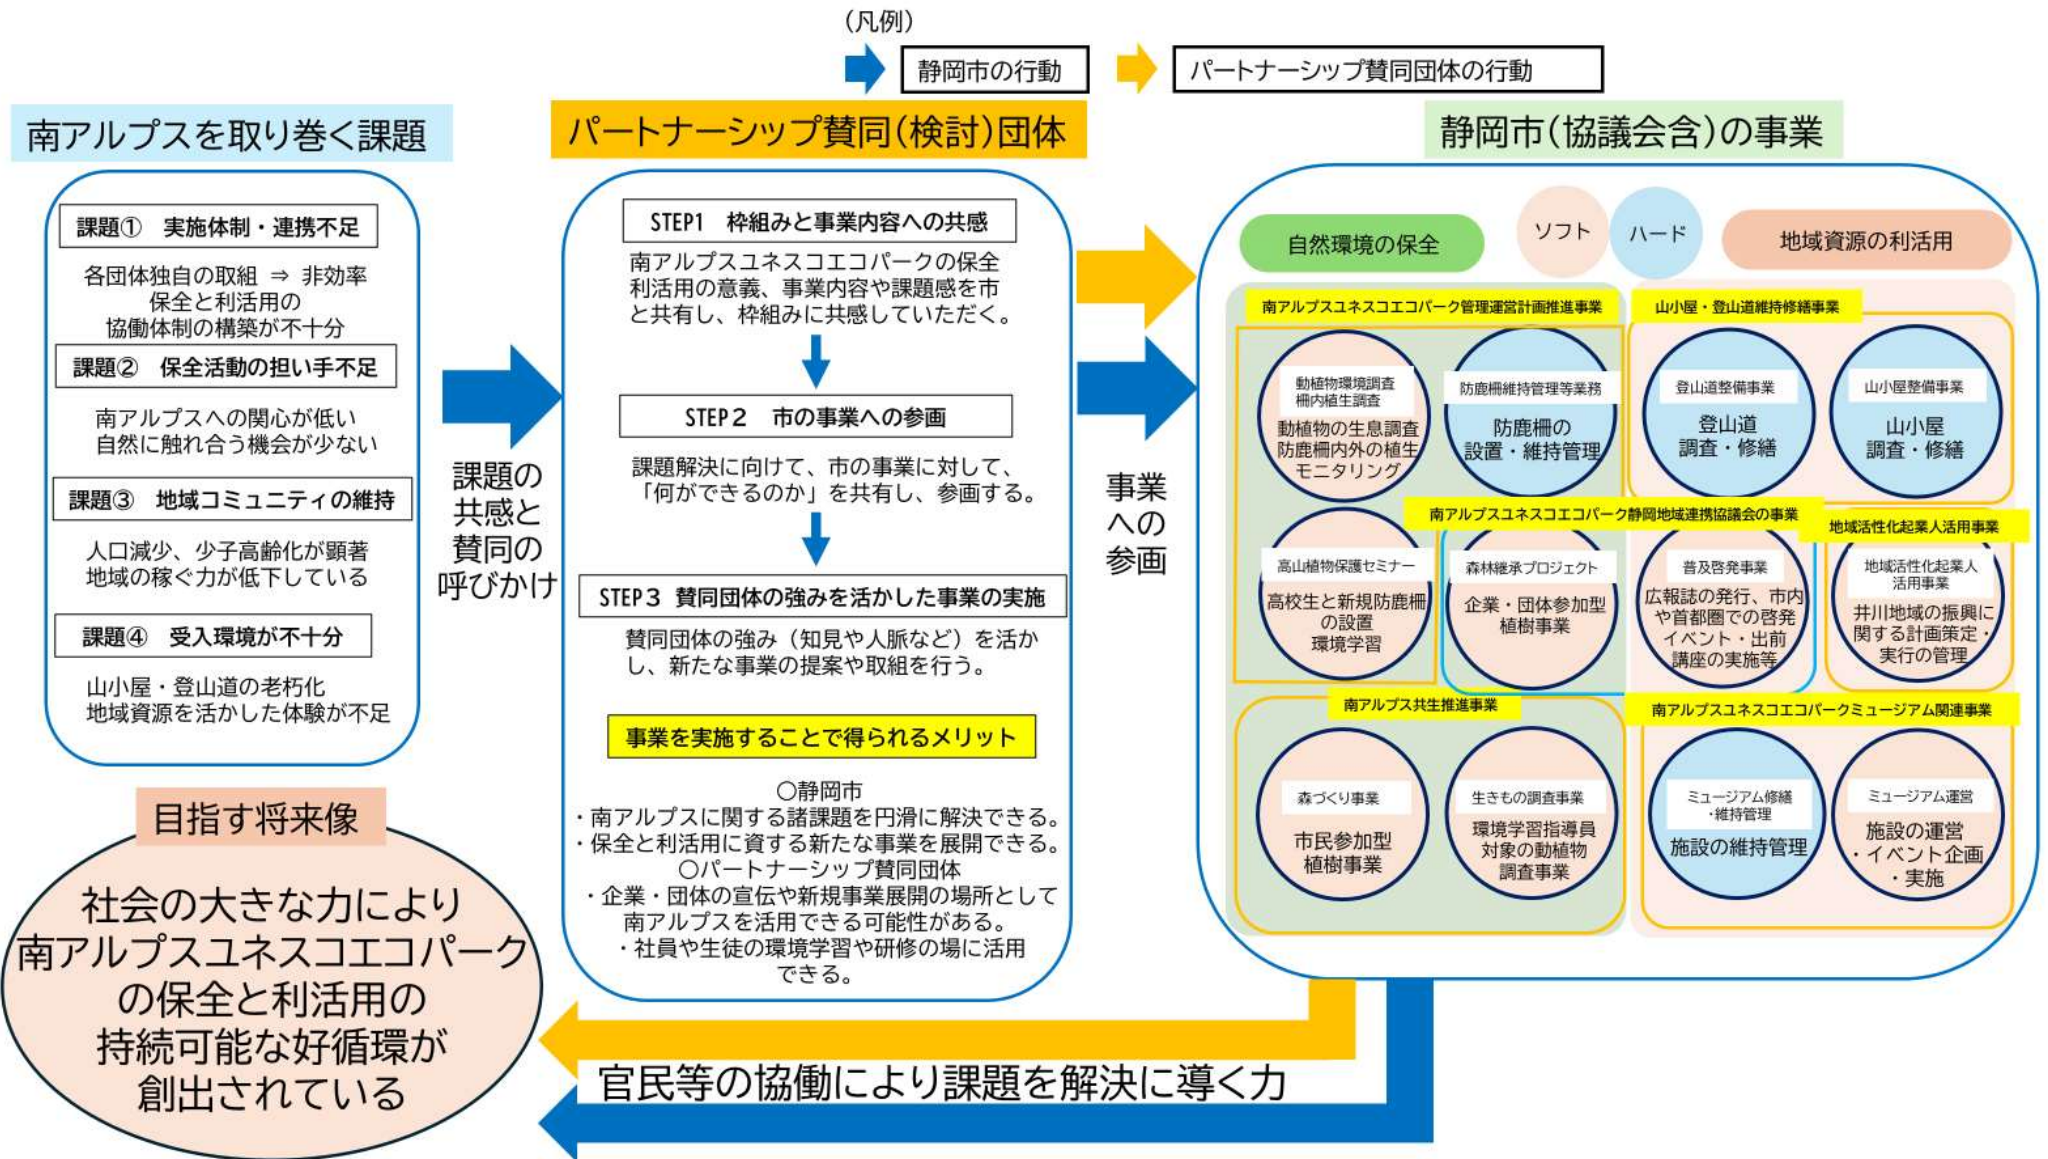 （凡例）
静岡市の行動
パートナーシップ賛同団体の行動
南アルプスを取り巻く課題
課題① 実施体制・連携不足
各団体独自の取組 ⇒ 非効率
保全と利活用の
協働体制の構築が不十分
課題② 保全活動の担い手不足
南アルプスへの関心が低い
自然に触れ合う機会が少ない
課題③ 地域コミュニティの維持
人口減少、少子高齢化が顕著
地域の稼ぐ力が低下している
課題④ 受入環境が不十分
山小屋・登山道の老朽化
地域資源を活かした体験が不足
課題の
共感と
賛同の
呼びかけ
パートナーシップ賛同（検討）団体
STEP1 枠組みと事業内容への共感
南アルプスユネスコエコパークの保全
利活用の意義、事業内容や課題感を市
と共有し、枠組みに共感していただく。
STEP２ 市の事業への参画
課題解決に向けて、市の事業に対して、
「何ができるのか」を共有し、参画する。
STEP３ 賛同団体の強みを活かした事業の実施
賛同団体の強み（知見や人脈など）を活か
し、新たな事業の提案や取組を行う。
事業を実施することで得られるメリット
〇静岡市
・南アルプスに関する諸課題を円滑に解決できる。
・保全と利活用に資する新たな事業を展開できる。
〇パートナーシップ賛同団体
・企業・団体の宣伝や新規事業展開の場所として
南アルプスを活用できる可能性がある。
・社員や生徒の環境学習や研修の場に活用
できる。
事業
への
参画
静岡市（協議会含）の事業
自然環境の保全
ソフト
ハード
地域資源の利活用
南アルプスユネスコエコパーク管理運営計画推進事業
動植物環境調査
柵内植生調査
動植物の生息調査
防鹿柵内外の植生
モニタリング
防鹿柵維持管理等業務
防鹿柵の
設置・維持管理
山小屋・登山道維持修繕事業
登山道整備事業
登山道
調査・修繕
山小屋整備事業
山小屋
調査・修繕
高山植物保護セミナー
高校生と新規防鹿柵
の設置
環境学習
南アルプスユネスコエコパーク静岡地域連携協議会の事業
森林継承プロジェクト
企業・団体参加型
植樹事業
普及啓発事業
広報誌の発行、市内
や首都圏での啓発
イベント・出前
講座の実施等
地域活性化起業人活用事業
地域活性化起業人
活用事業
井川地域の振興に
関する計画策定・
実行の管理
南アルプス共生推進事業
森づくり事業
市民参加型
植樹事業
生きもの調査事業
環境学習指導員
対象の動植物
調査事業
南アルプスユネスコエコパークミュージアム関連事業
ミュージアム修繕
・維持管理
施設の維持管理
ミュージアム運営
施設の運営
・イベント企画
・実施
目指す将来像
社会の大きな力により
南アルプスユネスコエコパーク
の保全と利活用の
持続可能な好循環が
創出されている
官民等の協働により課題を解決に導く力